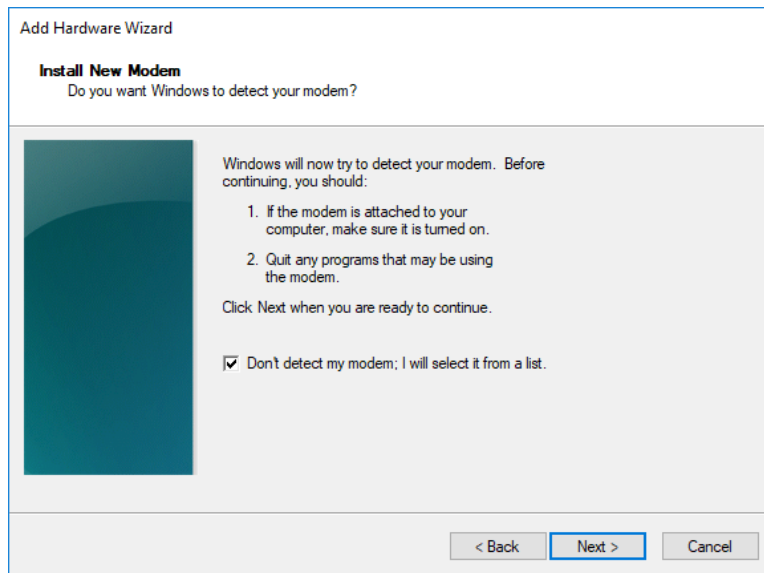 Add Hardware Wizard
Install New Modem
Do you want Windows to detect your modem?
Windows will now try to detect your modem.  Before
continuing, you should:
1. If the modem is attached to your
computer, make sure it is turned on.
2. Quit any programs that may be using
the modem.
Click Next when you are ready to continue.
Don't detect my modem; I will select it from a list.
< Back
Next >
Cancel